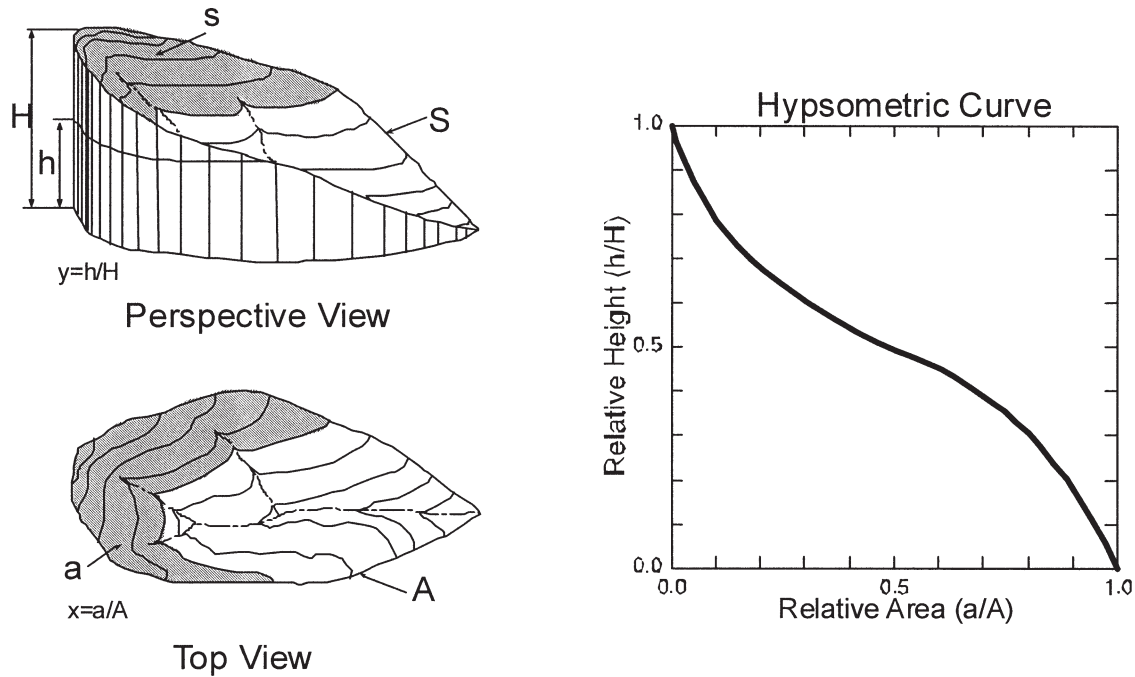 s
H
S
h
y=h/H
Perspective View
a
A
x=a/A
Top View
Hypsometric Curve
1.0
Relative Height (h/H)
0.5
0.0
0.0 0.5 1.0
Relative Area (a/A)